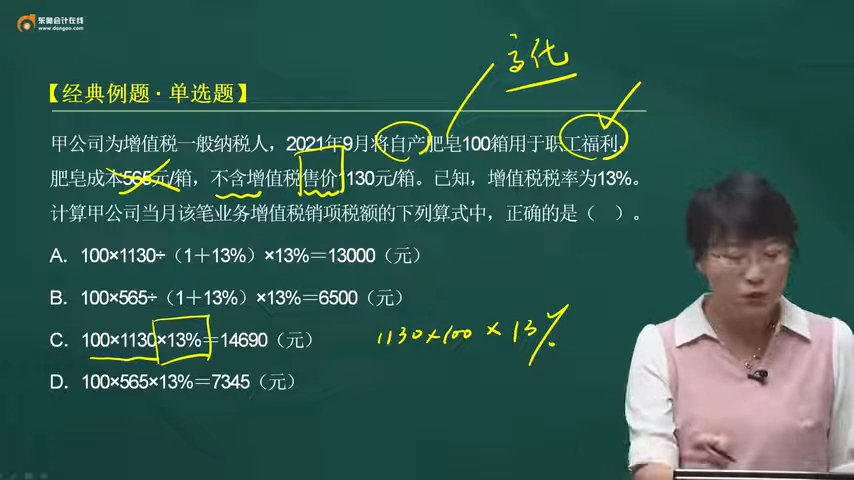 东奥会计在线
www.dongao.com
高化
【经典例题·单选题】
甲公司为增值税一般纳税人，2021年9月将自产肥皂100箱用于职工福利，
肥皂成本565元/箱，不含增值税售价1130元/箱。已知，增值税税率为13%。
计算甲公司当月该笔业务增值税销项税额的下列算式中，正确的是（ ）。
A. 100×1130÷（1＋13%）×13%＝13000（元）
B. 100×565÷（1＋13%）×13%＝6500（元）
C. 100×1130×13%＝14690（元）
1130×100×13%
D. 100×565×13%＝7345（元）